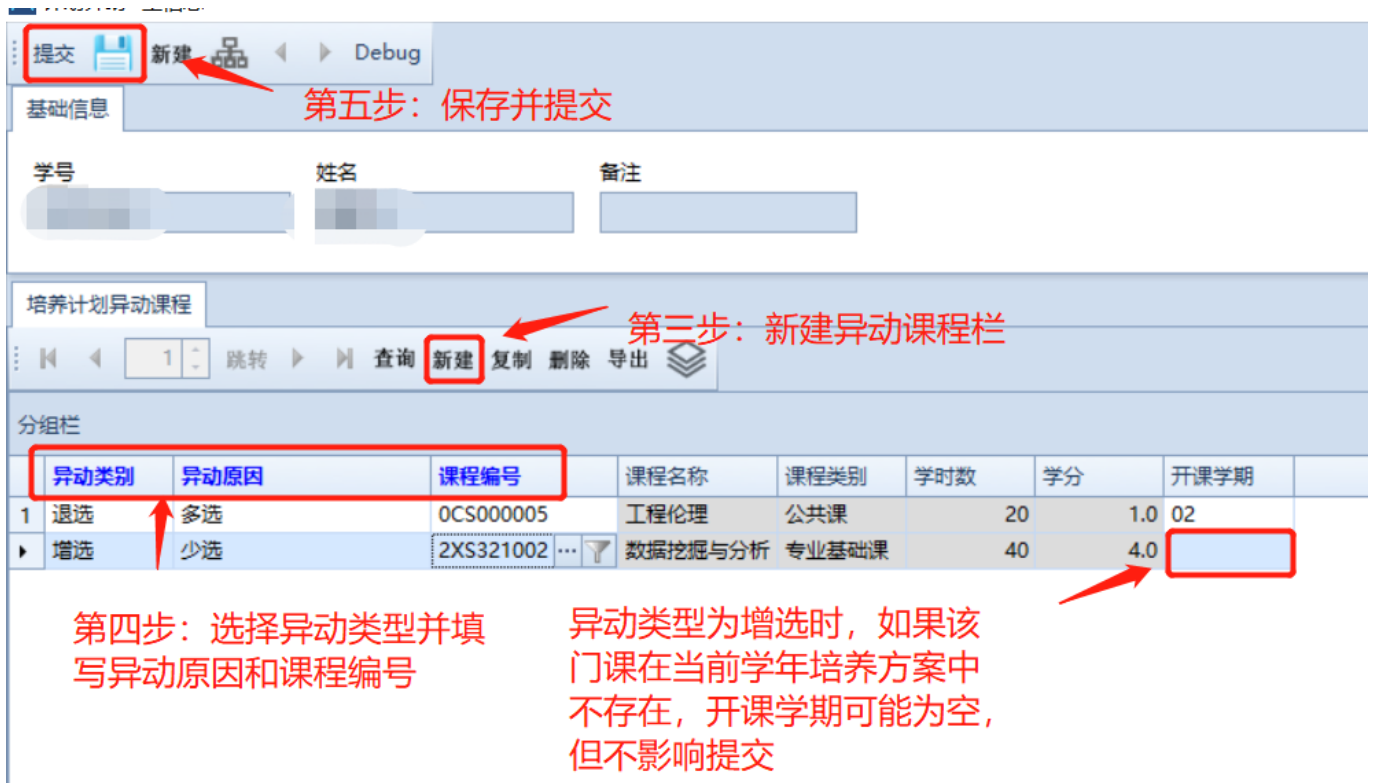 提交 新建 Debug
第五步：保存并提交
基础信息
学号 姓名 备注
培养计划异动课程
第三步：新建异动课程栏
1 跳转 查询 新建 复制 删除 导出
分组栏
异动类别 异动原因 课程编号 课程名称 课程类别 学时数 学分 开课学期
1 退选 多选 0CS000005 工程伦理 公共课 20 1.0 02
增选 少选 2XS321002 ··· 数据挖掘与分析 专业基础课 40 4.0
第四步：选择异动类型并填
写异动原因和课程编号
异动类型为增选时，如果该
门课在当前学年培养方案中
不存在，开课学期可能为空，
但不影响提交